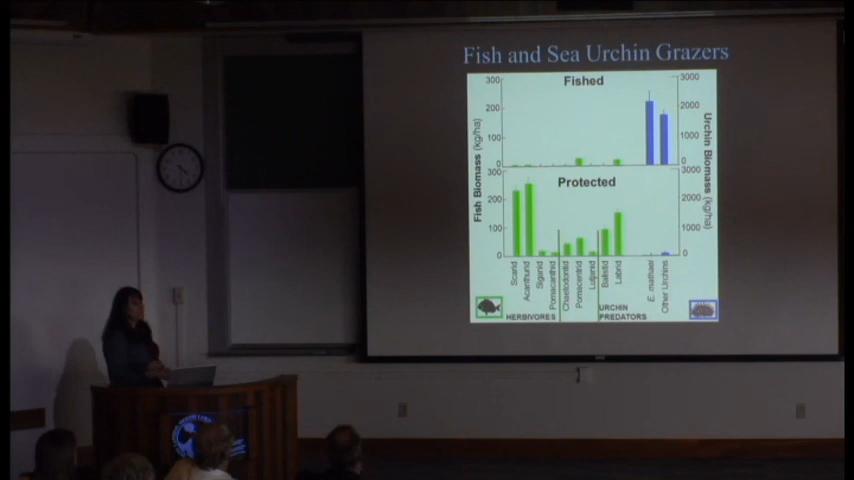 Fish and Sea Urchin Grazers
Fished
300
200
100
0
3000
2000
1000
0
Protected
300
200
100
0
3000
2000
1000
0
Fish Biomass (kg/ha)
Urchin Biomass (kg/ha)
Scarid
Acanthurid
Siganid
Pomacanthid
Chaetodontid
Pomacentrid
Lutjanid
Balistid
Labrid
E. mathaei
Other Urchins
HERBIVORES
URCHIN
PREDATORS